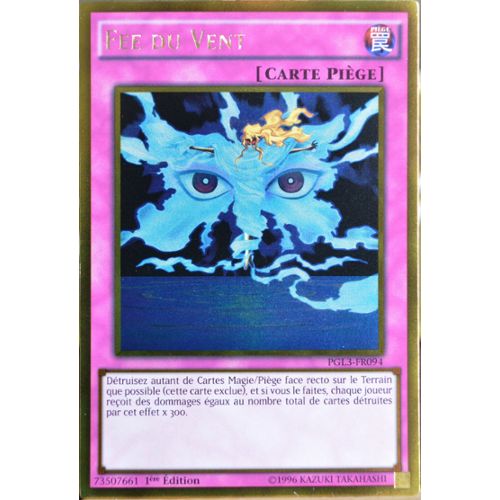 Fée du Vent
PIÈGE
罠
[Carte Piège]
PGL3-FR094
Détruisez autant de Cartes Magie/Piège face recto sur le Terrain
que possible (cette carte exclue), et si vous le faites, chaque joueur
reçoit des dommages égaux au nombre total de cartes détruites
par cet effet x 300.
73507661 1ère Édition ©1996 KAZUKI TAKAHASHI